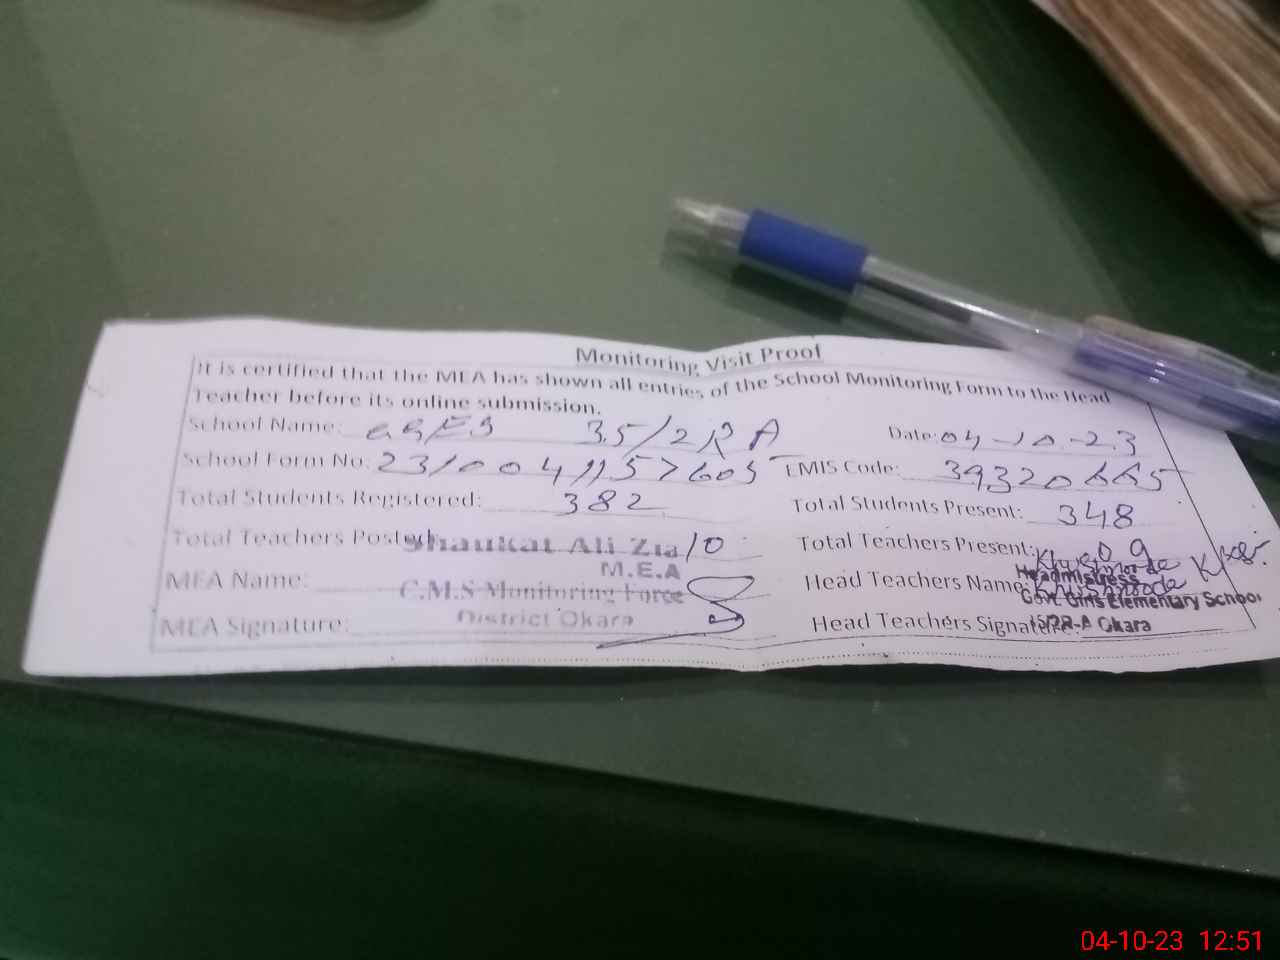 Monitoring Visit Proof
It is certified that the MEA has shown all entries of the School Monitoring Form to the Head
Teacher before its online submission.
School Name: GGES 35/2R A Date: 04-10-23
School Form No. 2310041157605 EMIS Code: 39320665
Total Students Registered: 382 Total Students Present: 348
Total Teachers Posted: 10 Total Teachers Present: 09
Shaukat Ali Zia
M.E.A
MEA Name: C.M.S Monitoring Force Head Teachers Name:
Headmistress
Govt. Girls Elementary School
MEA Signature: District Okara Head Teachers Signature: Okara
04-10-23 12:51